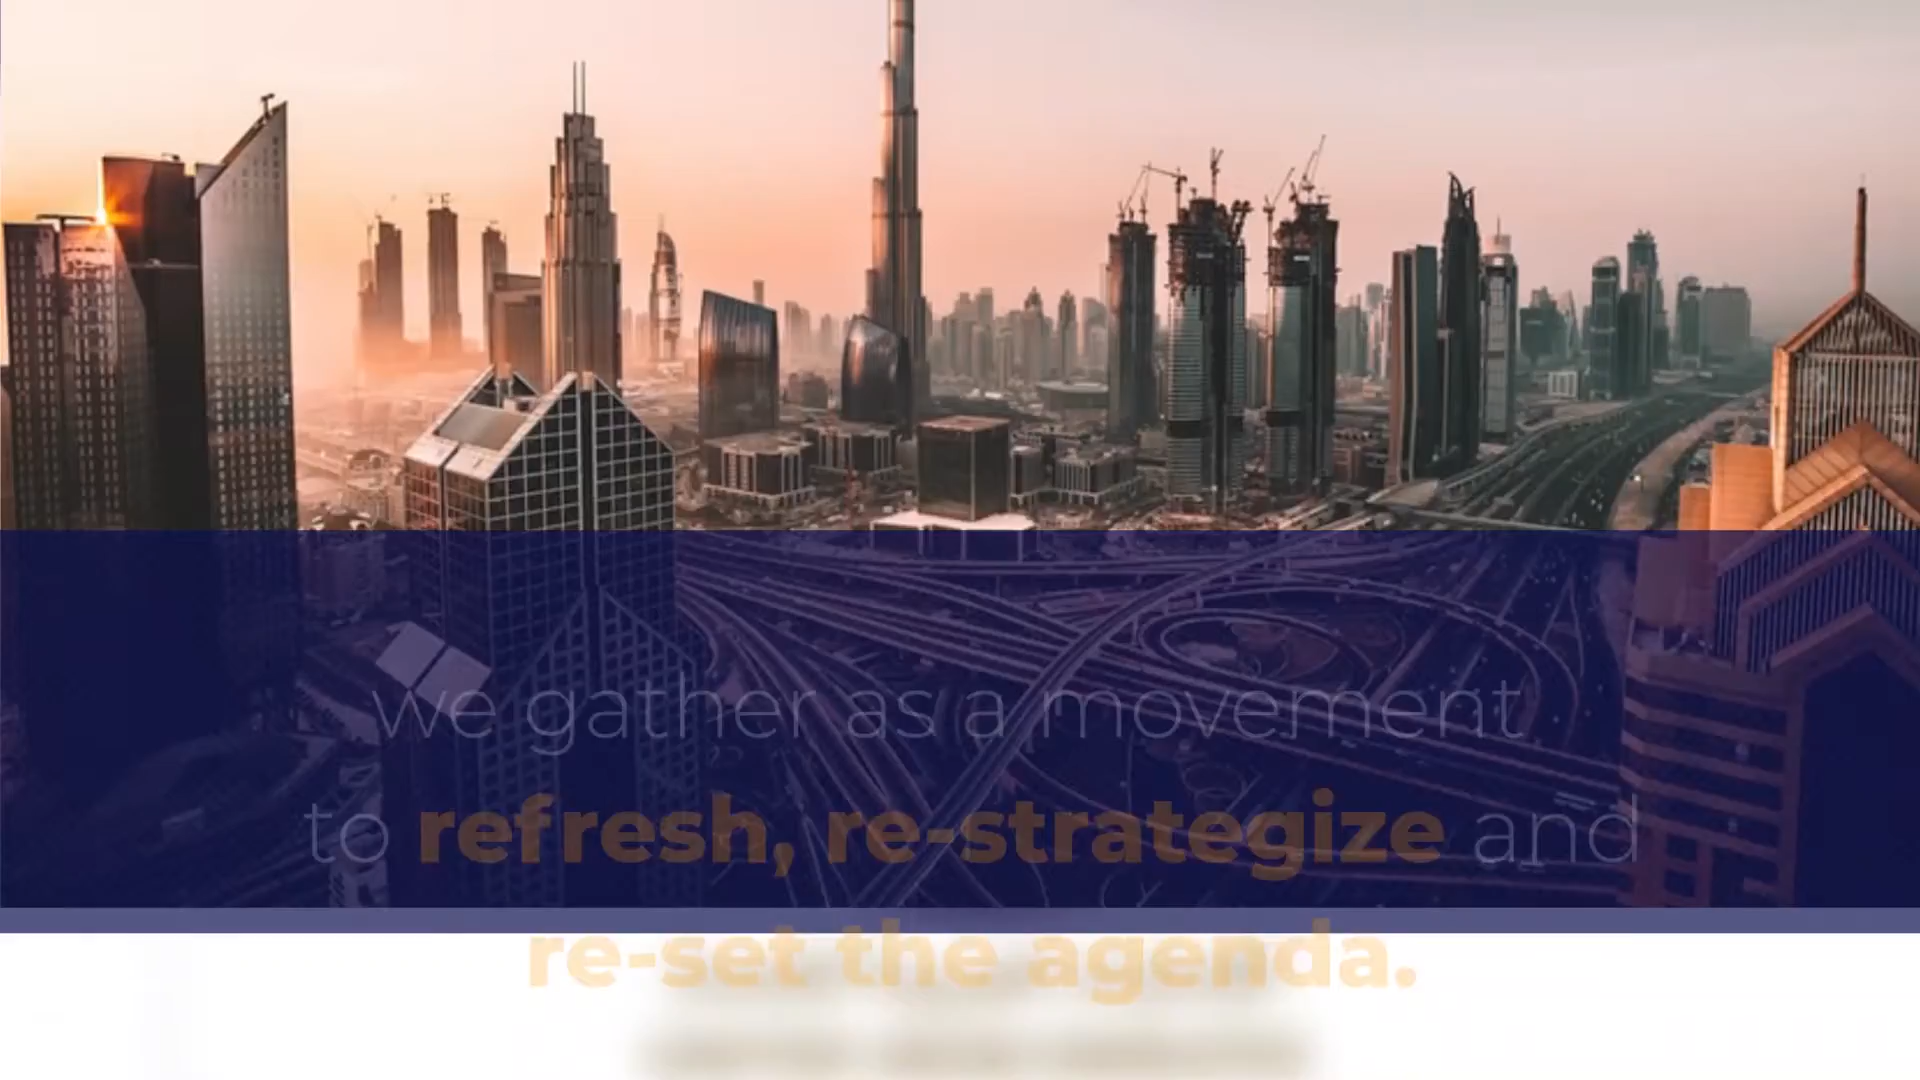 we gather as a movement
to refresh, re-strategize and
re-set the agenda.